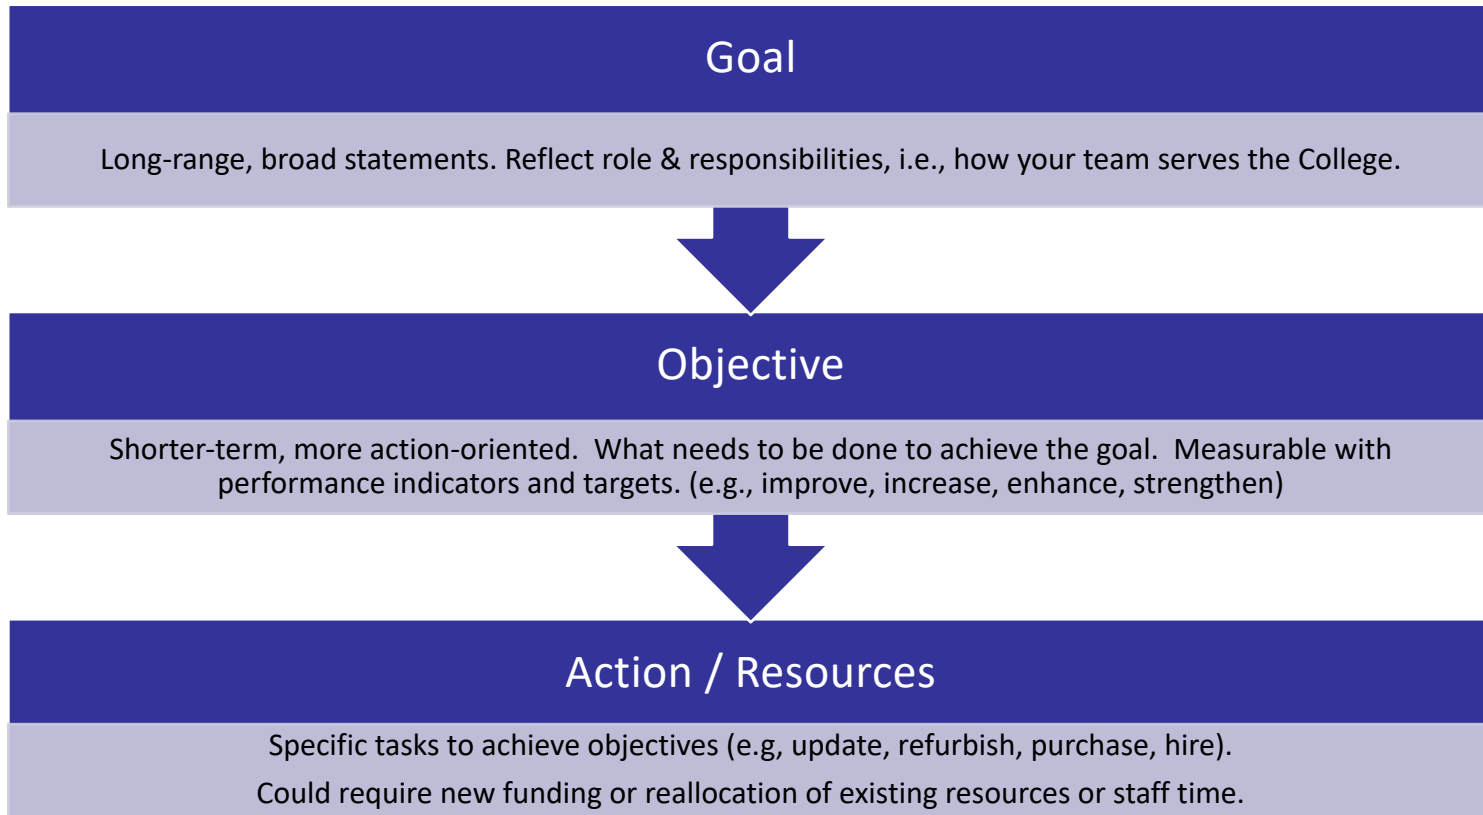 Goal
Long-range, broad statements. Reflect role & responsibilities, i.e., how your team serves the College.
Objective
Shorter-term, more action-oriented.  What needs to be done to achieve the goal.  Measurable with
performance indicators and targets. (e.g., improve, increase, enhance, strengthen)
Action / Resources
Specific tasks to achieve objectives (e.g, update, refurbish, purchase, hire).
Could require new funding or reallocation of existing resources or staff time.